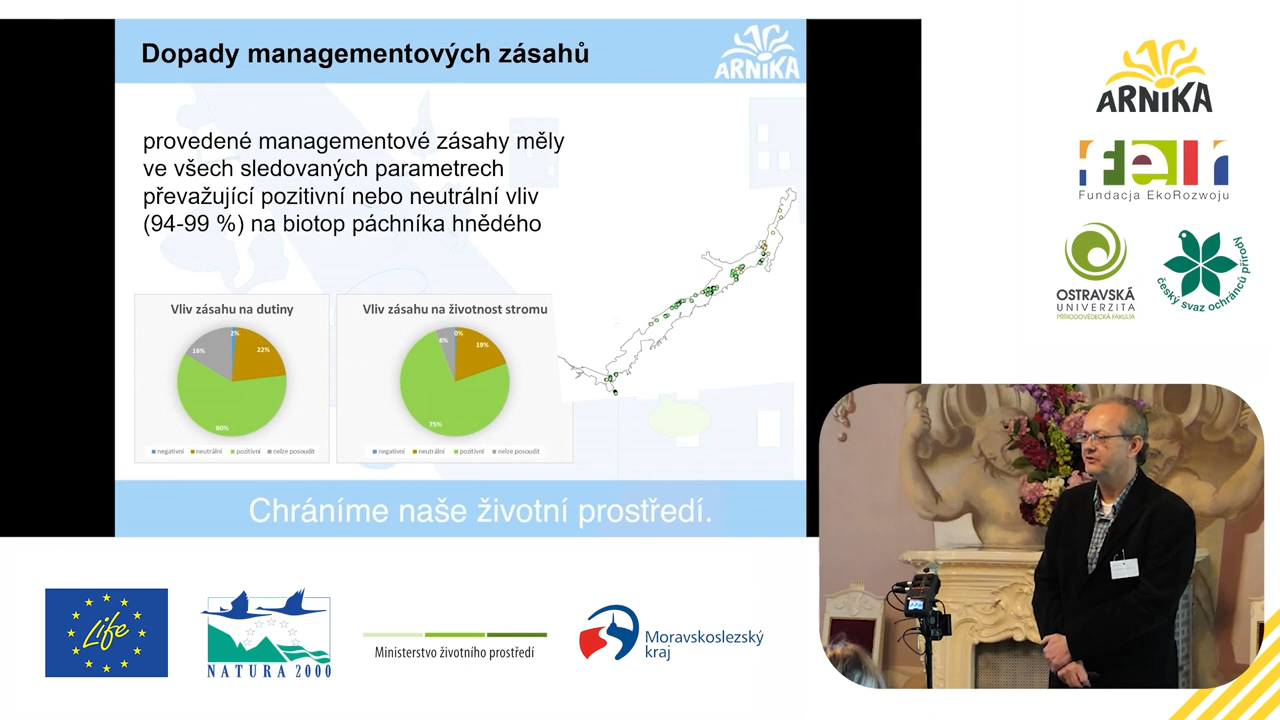 Dopady managementových zásahů
ARNIKA
provedené managementové zásahy měly
ve všech sledovaných parametrech
převažující pozitivní nebo neutrální vliv
(94-99 %) na biotop páchníka hnědého
Vliv zásahu na dutiny
2%
22%
16%
60%
negativní neutrální pozitivní nelze posoudit
Vliv zásahu na životnost stromu
0%
6%
19%
75%
negativní neutrální pozitivní nelze posoudit
Chráníme naše životní prostředí.
ARNIKA
feri
Fundacja EkoRozwoju
OSTRAVSKÁ
UNIVERZITA
PŘÍRODOVĚDECKÁ FAKULTA
český svaz ochránců přírody
Life
NATURA 2000
Ministerstvo životního prostředí
Moravskoslezský
kraj